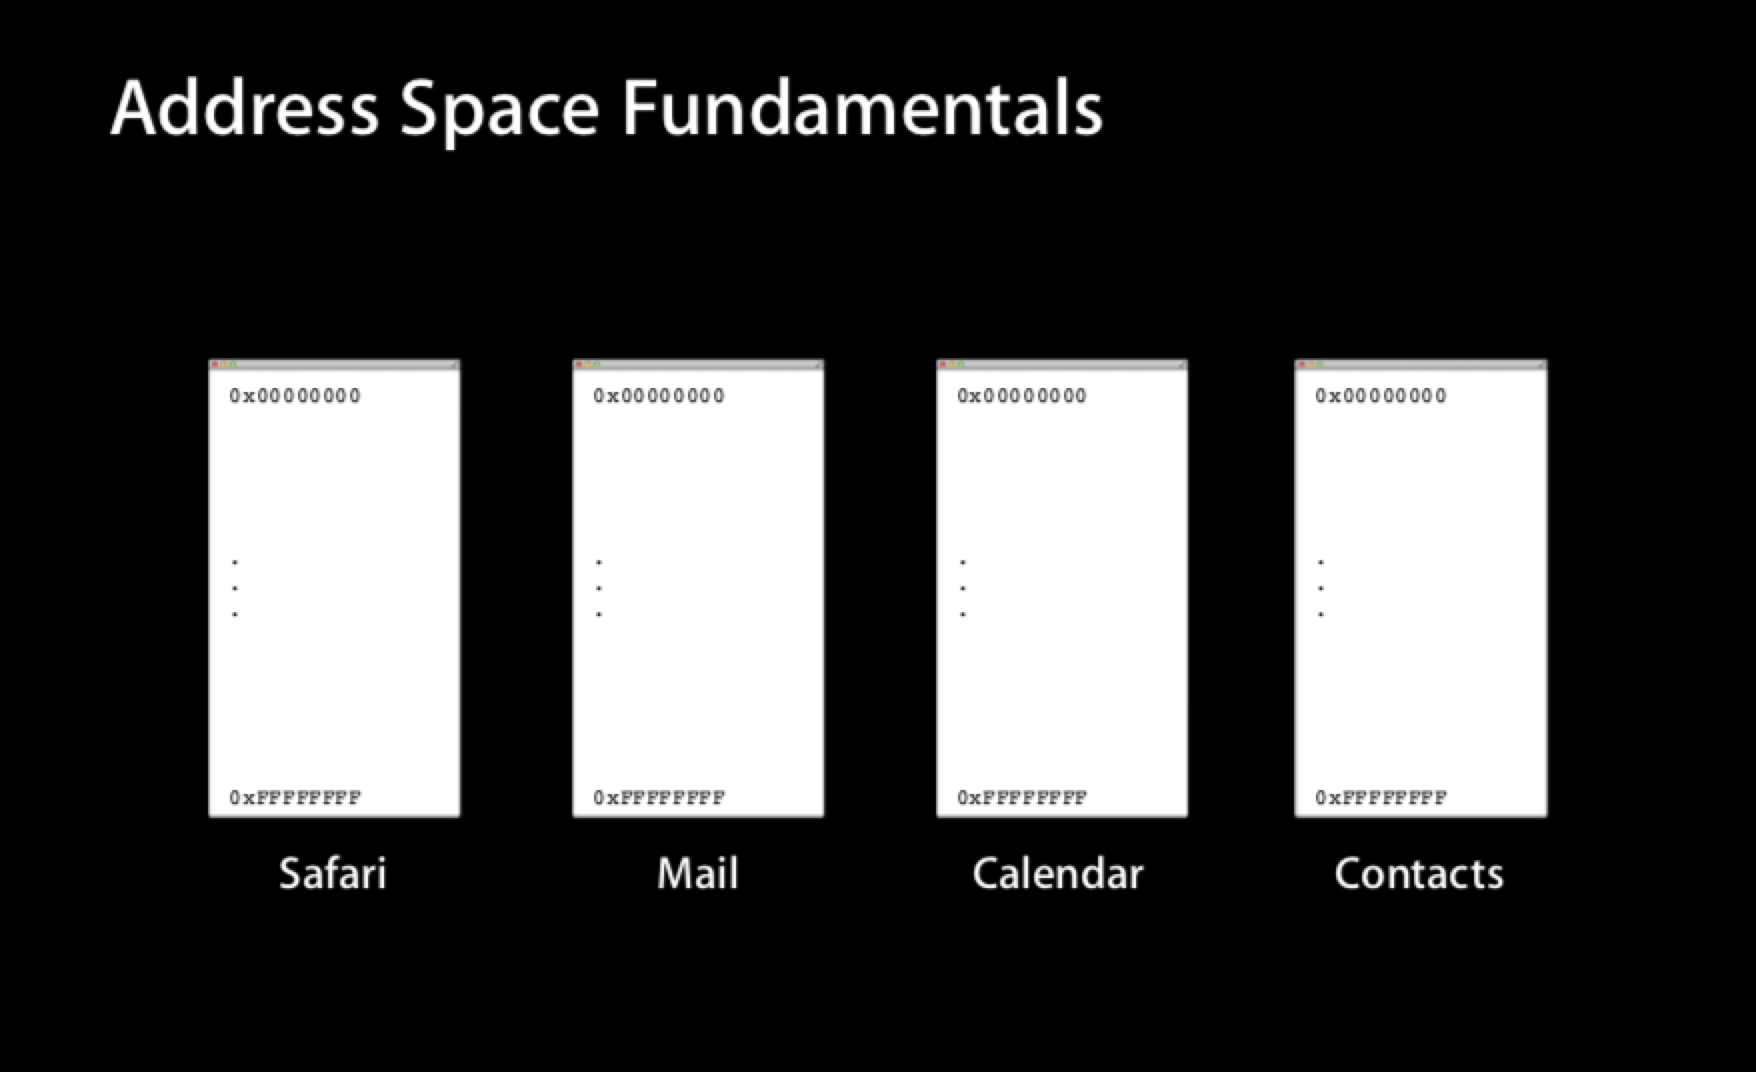 Address Space Fundamentals
0x00000000 0x00000000 0x00000000 0x00000000
. . . .
. . . .
. . . .
0xFFFFFFFF 0xFFFFFFFF 0xFFFFFFFF 0xFFFFFFFF
Safari Mail Calendar Contacts